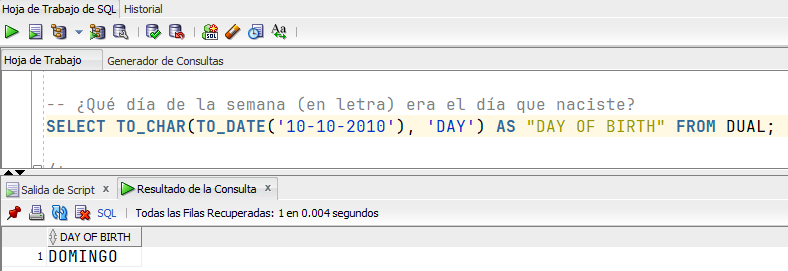 Hoja de Trabajo de SQL Historial
SQL Aa
Hoja de Trabajo Generador de Consultas
-- ¿Qué día de la semana (en letra) era el día que naciste?
SELECT TO_CHAR(TO_DATE('10-10-2010'), 'DAY') AS "DAY OF BIRTH" FROM DUAL;
Salida de Script x Resultado de la Consulta x
SQL | Todas las Filas Recuperadas: 1 en 0.004 segundos
DAY OF BIRTH
1 DOMINGO